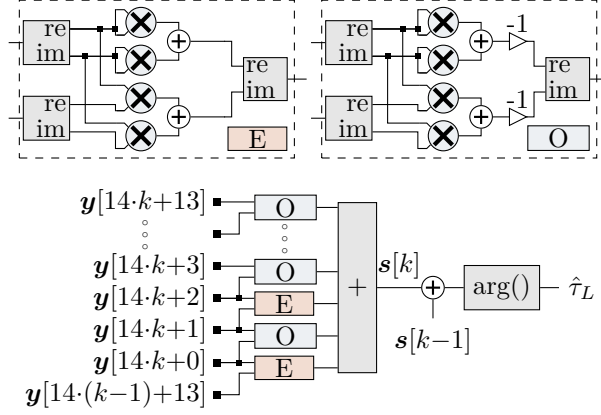 re
im
re
im
+
+
re
im
E
re
im
re
im
+
+
-1
-1
re
im
O
y[14·k+13]
O
y[14·k+3]
O
y[14·k+2]
E
y[14·k+1]
O
y[14·k+0]
E
y[14·(k−1)+13]
+
s[k]
+
s[k−1]
arg()
τ̂_L